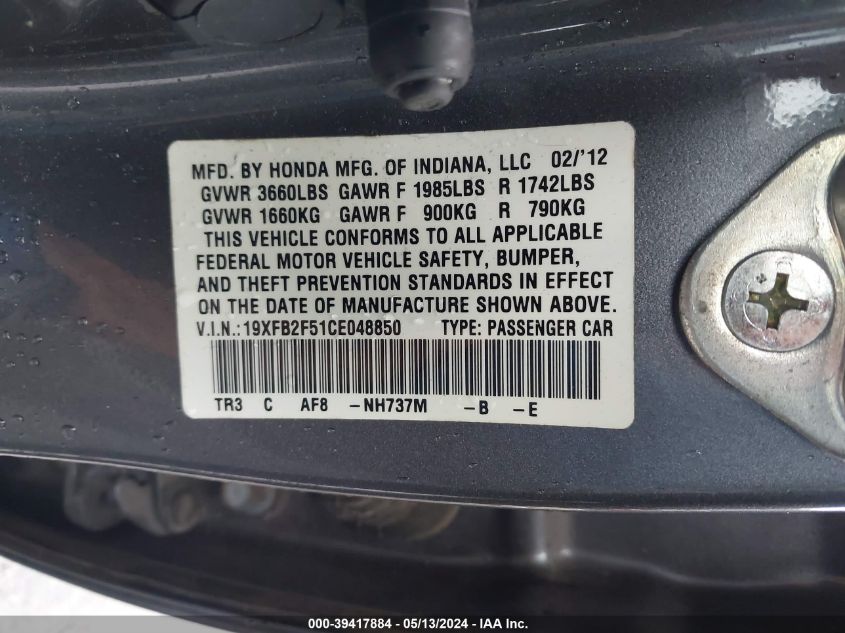 MFD. BY HONDA MFG. OF INDIANA, LLC 02/'12
GVWR 3660LBS GAWR F 1985LBS R 1742LBS
GVWR 1660KG GAWR F 900KG R 790KG
THIS VEHICLE CONFORMS TO ALL APPLICABLE
FEDERAL MOTOR VEHICLE SAFETY, BUMPER,
AND THEFT PREVENTION STANDARDS IN EFFECT
ON THE DATE OF MANUFACTURE SHOWN ABOVE.
V.I.N.:19XFB2F51CE048850 TYPE: PASSENGER CAR
TR3 C AF8 -NH737M -B -E
000-39417884 - 05/13/2024 - IAA Inc.